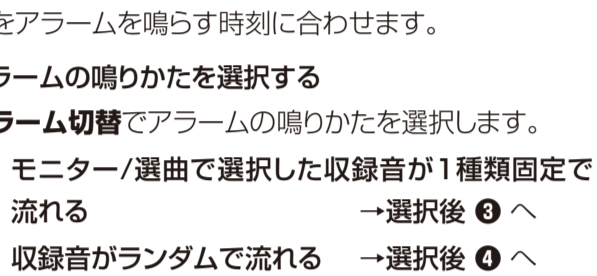 をアラームを鳴らす時刻に合わせます。
ラームの鳴りかたを選択する
ラーム切替でアラームの鳴りかたを選択します。
モニター/選曲で選択した収録音が1種類固定で
流れる →選択後 ❸ へ
収録音がランダムで流れる →選択後 ❹ へ